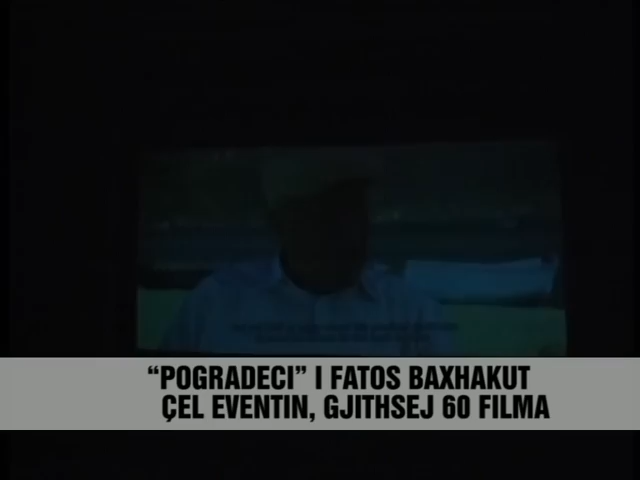 “POGRADECI” I FATOS BAXHAKUT
ÇEL EVENTIN, GJITHSEJ 60 FILMA